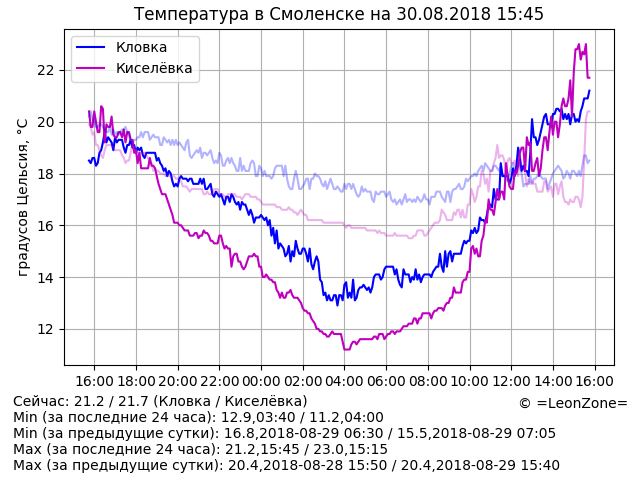 Температура в Смоленске на 30.08.2018 15:45
Кловка
Киселёвка
градусов Цельсия, °C
22
20
18
16
14
12
16:00 18:00 20:00 22:00 00:00 02:00 04:00 06:00 08:00 10:00 12:00 14:00 16:00
Сейчас: 21.2 / 21.7 (Кловка / Киселёвка)
© =LeonZone=
Min (за последние 24 часа): 12.9,03:40 / 11.2,04:00
Min (за предыдущие сутки): 16.8,2018-08-29 06:30 / 15.5,2018-08-29 07:05
Max (за последние 24 часа): 21.2,15:45 / 23.0,15:15
Max (за предыдущие сутки): 20.4,2018-08-28 15:50 / 20.4,2018-08-29 15:40